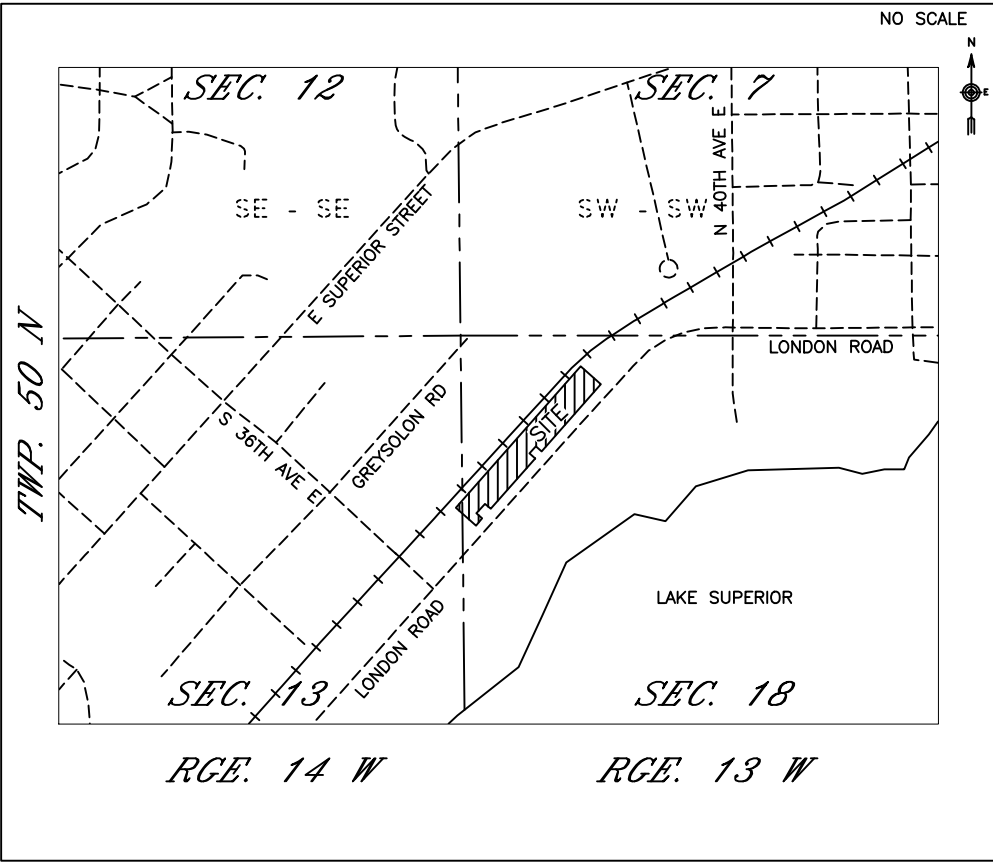 NO SCALE
N
E
SEC. 12
SEC. 7
N 40TH AVE E
SE - SE
SW - SW
E SUPERIOR STREET
LONDON ROAD
TWP. 50 N
GREYSOLON RD
S 36TH AVE E
SITE
LAKE SUPERIOR
LONDON ROAD
SEC. 13
SEC. 18
RGE. 14 W
RGE. 13 W